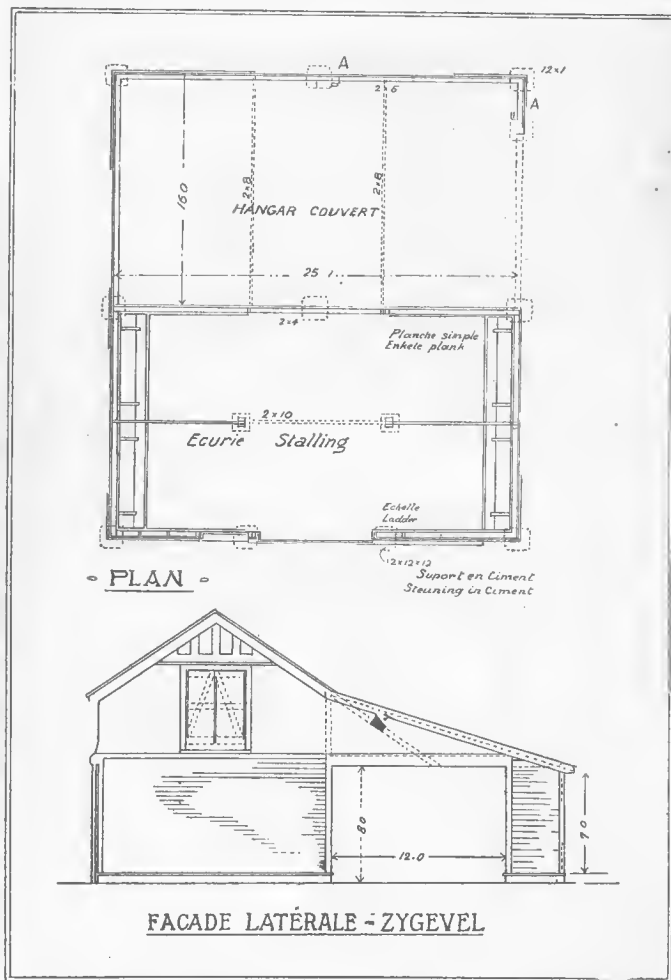 A
12×1
2×6
A
160
2×8
2×8
HANGAR COUVERT
25 1
2×4
Planche simple
Enkele plank
2×10
Ecurie Stalling
Echelle
Ladder
12×12×12
Suport en Ciment
Steuning in Ciment
PLAN
80
12.0
70
FACADE LATÉRALE - ZYGEVEL